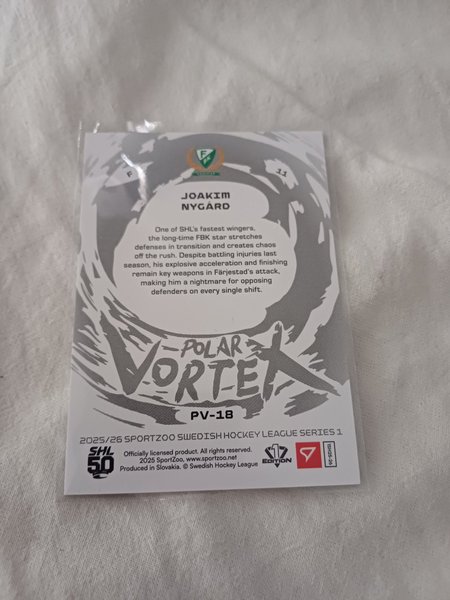 F
11
JOAKIM
NYGÅRD
One of SHL's fastest wingers,
the long-time FBK star stretches
defenses in transition and creates chaos
off the rush. Despite battling injuries last
season, his explosive acceleration and finishing
remain key weapons in Färjestad's attack,
making him a nightmare for opposing
defenders on every single shift.
POLAR
VORTEX
PV-18
2025/26 SPORTZOO SWEDISH HOCKEY LEAGUE SERIES 1
SHL
50
Officially licensed product. All rights reserved.
2025 SportZoo, www.sportzoo.net
Produced in Slovakia. © Swedish Hockey League
EDITION